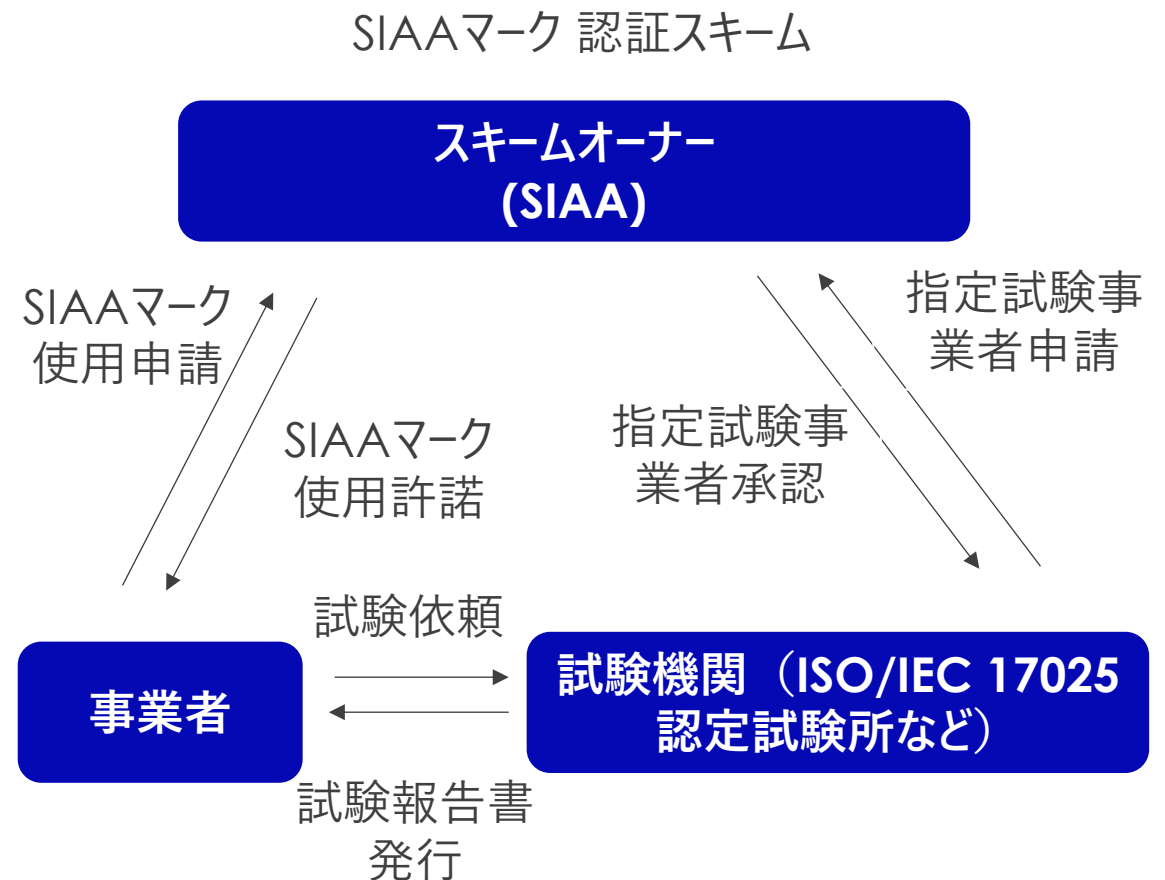 SIAAマーク 認証スキーム
スキームオーナー
(SIAA)
SIAAマーク
使用申請
指定試験事
業者申請
SIAAマーク
使用許諾
指定試験事
業者承認
試験依頼
事業者
試験機関（ISO/IEC 17025
認定試験所など）
試験報告書
発行